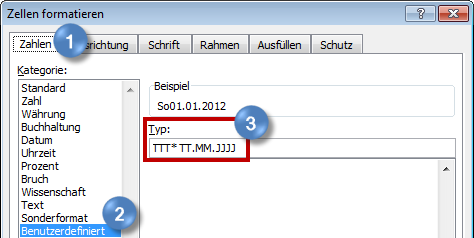 Zellen formatieren
Zahlen richtung Schrift Rahmen Ausfüllen Schutz
1
Kategorie:
Standard
Zahl
Währung
Buchhaltung
Datum
Uhrzeit
Prozent
Bruch
Wissenschaft
Text
Sonderformat
Benutzerdefiniert
2
Beispiel
So01.01.2012
3
Typ:
TTT* TT.MM.JJJJ